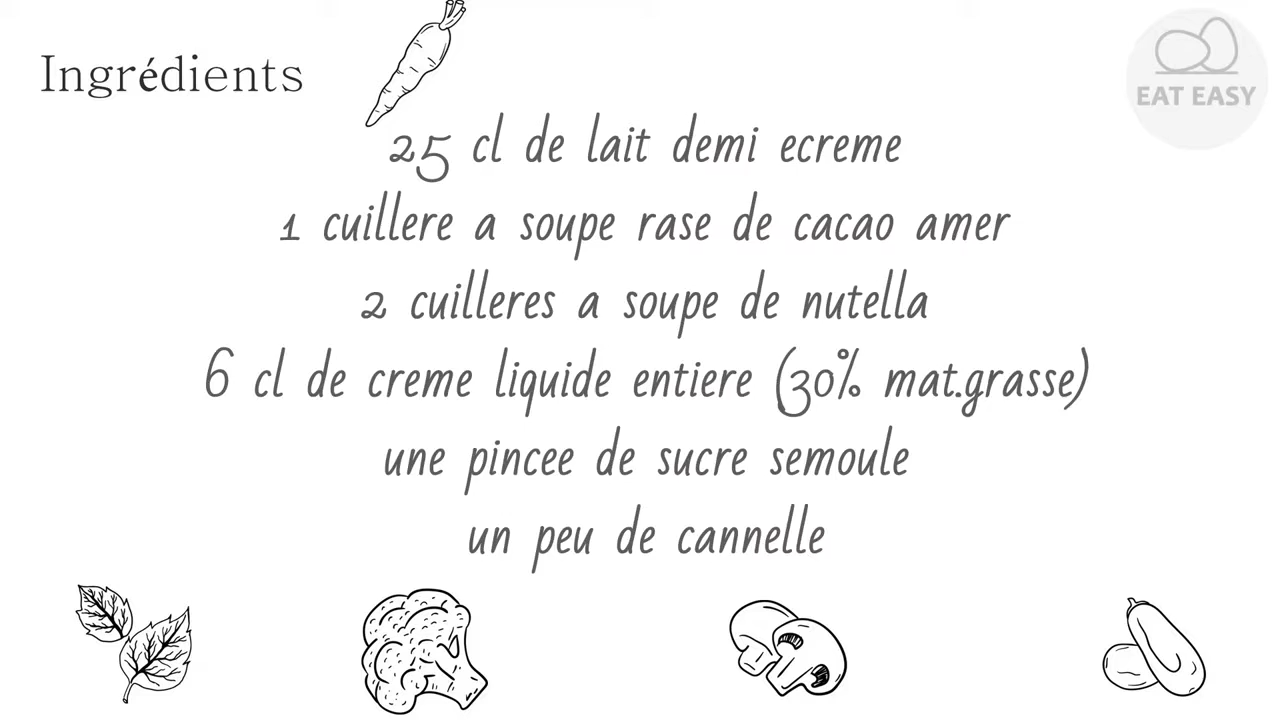 Ingrédients
EAT EASY
25 cl de lait demi ecreme
1 cuillere a soupe rase de cacao amer
2 cuilleres a soupe de nutella
6 cl de creme liquide entiere (30% mat.grasse)
une pincee de sucre semoule
un peu de cannelle